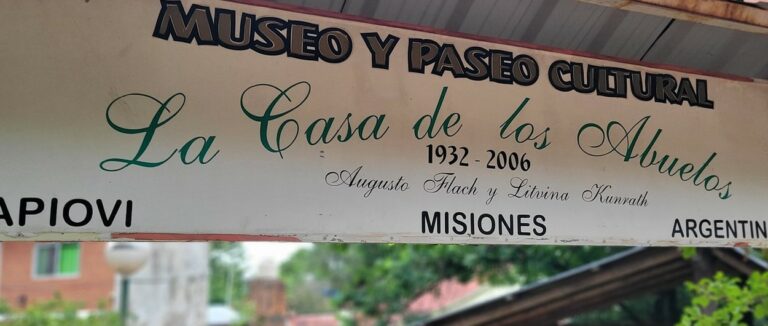 MUSEO Y PASEO CULTURAL
La Casa de los Abuelos
1932 - 2006
Augusto Flach y Litvina Kunrath
APIOVI MISIONES ARGENTIN